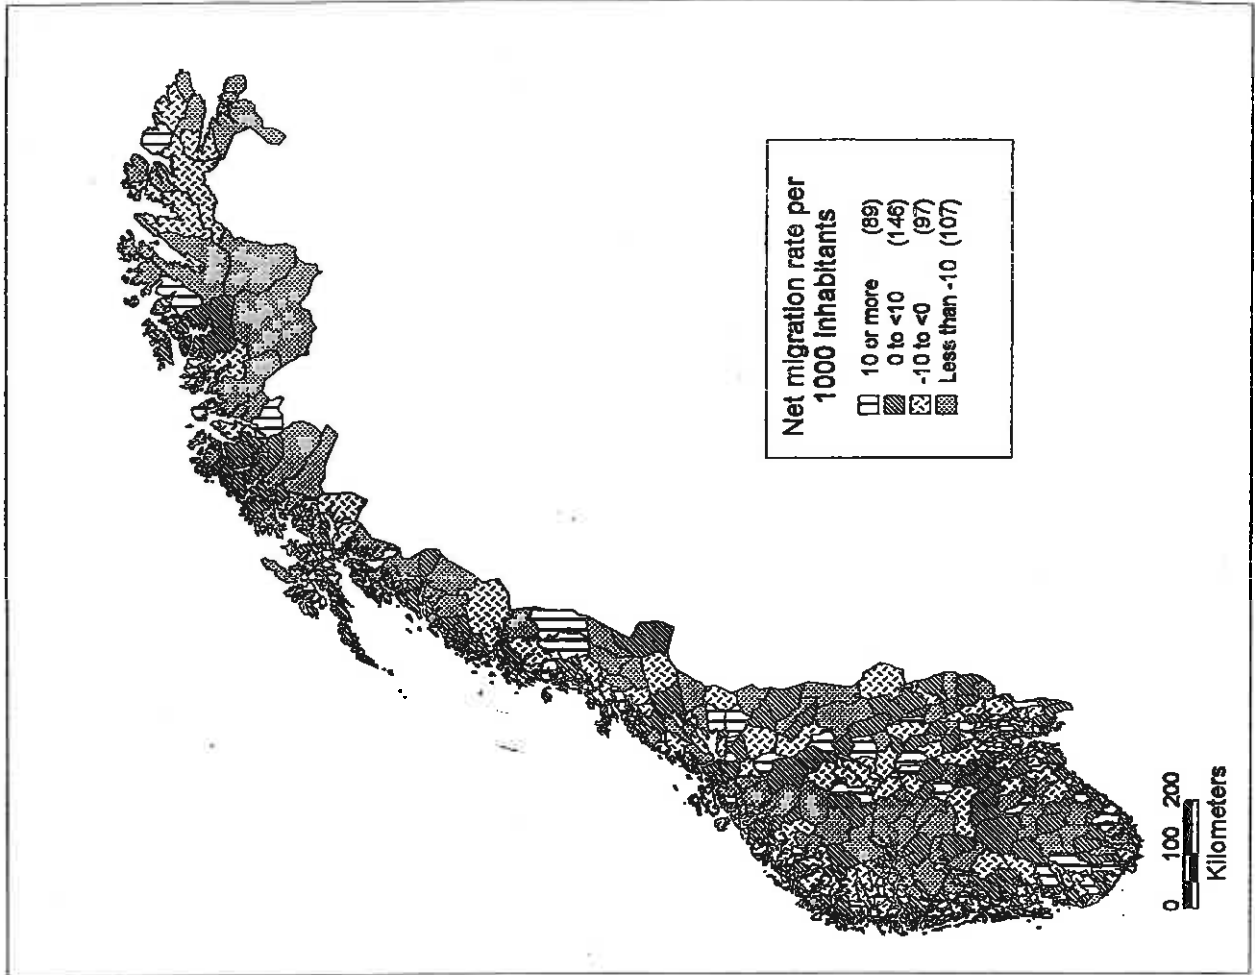 Net migration rate per
1000 inhabitants
10 or more (89)
0 to <10 (146)
-10 to <0 (97)
Less than -10 (107)
0 100 200
Kilometers